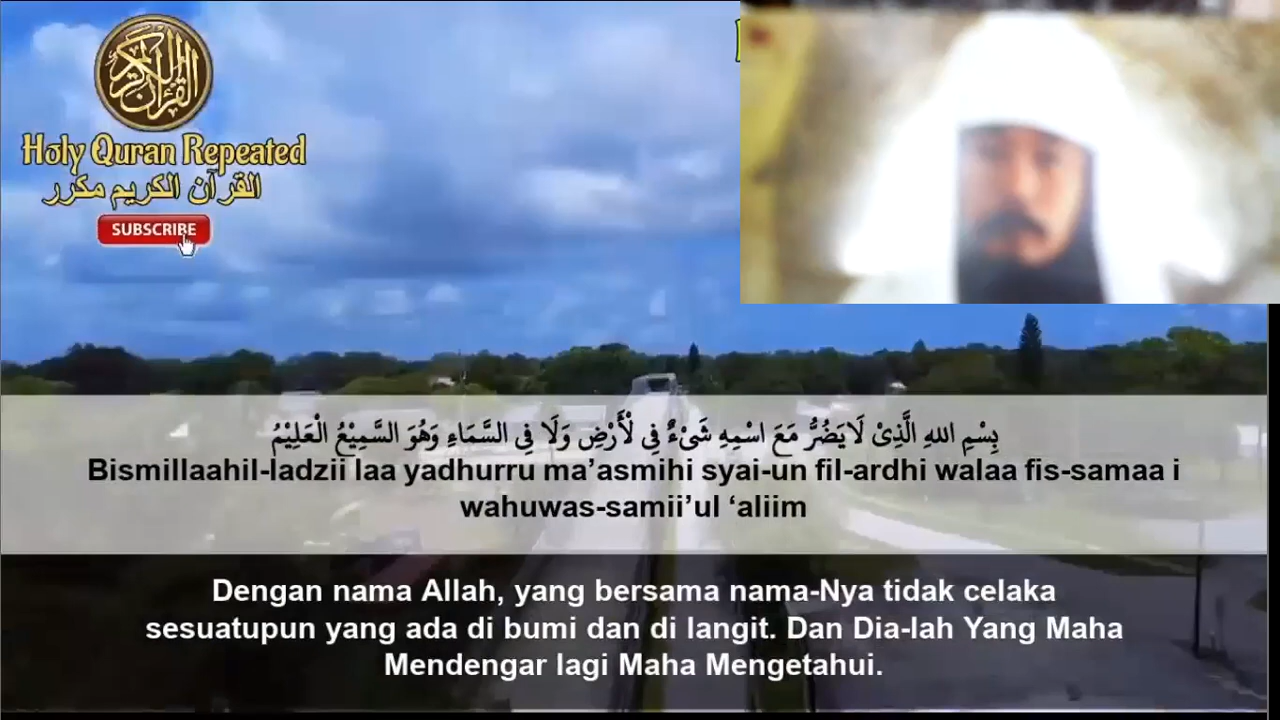 Holy Quran Repeated
القرآن الكريم مكرر
SUBSCRIBE
بِسْمِ اللهِ الَّذِىْ لَايَضُرُّ مَعَ اسْمِهِ شَىْءٌ فِى لْأَرْضِ وَلَا فِى السَّمَاءِ وَهُوَ السَّمِيْعُ الْعَلِيْمُ
Bismillaahil-ladzii laa yadhurru ma’asmihi syai-un fil-ardhi walaa fis-samaa i
wahuwas-samii’ul ‘aliim
Dengan nama Allah, yang bersama nama-Nya tidak celaka
sesuatupun yang ada di bumi dan di langit. Dan Dia-lah Yang Maha
Mendengar lagi Maha Mengetahui.